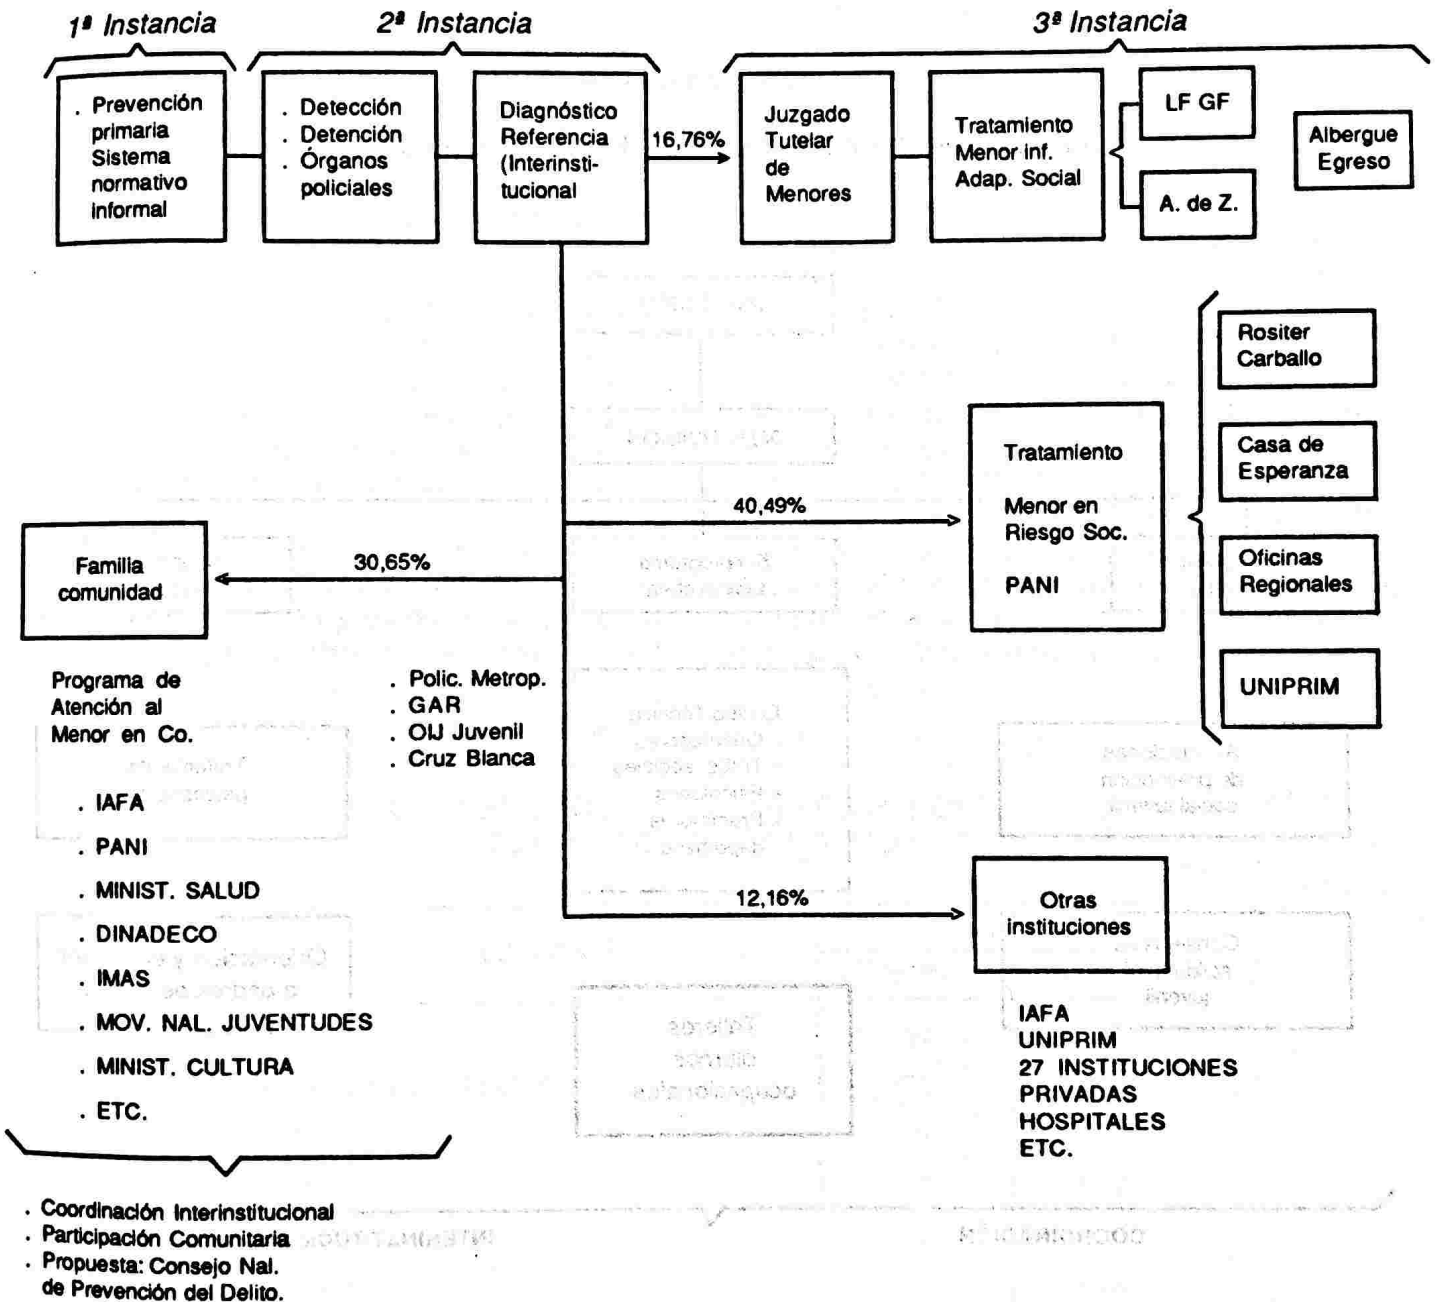 1ª Instancia
2ª Instancia
3ª Instancia
. Prevención
primaria
Sistema
normativo
informal
. Detección
. Detención
. Órganos
policiales
Diagnóstico
Referencia
(Interinsti-
tucional
16,76%
Juzgado
Tutelar
de
Menores
Tratamiento
Menor inf.
Adap. Social
LF GF
A. de Z.
Albergue
Egreso
Rositer
Carballo
Casa de
Esperanza
Oficinas
Regionales
UNIPRIM
Tratamiento
Menor en
Riesgo Soc.
PANI
40,49%
30,65%
Familia
comunidad
Programa de
Atención al
Menor en Co.
. IAFA
. PANI
. MINIST. SALUD
. DINADECO
. IMAS
. MOV. NAL. JUVENTUDES
. MINIST. CULTURA
. ETC.
. Polic. Metrop.
. GAR
. OIJ Juvenil
. Cruz Blanca
12,16%
Otras
instituciones
IAFA
UNIPRIM
27 INSTITUCIONES
PRIVADAS
HOSPITALES
ETC.
. Coordinación Interinstitucional
. Participación Comunitaria
. Propuesta: Consejo Nal.
de Prevención del Delito.